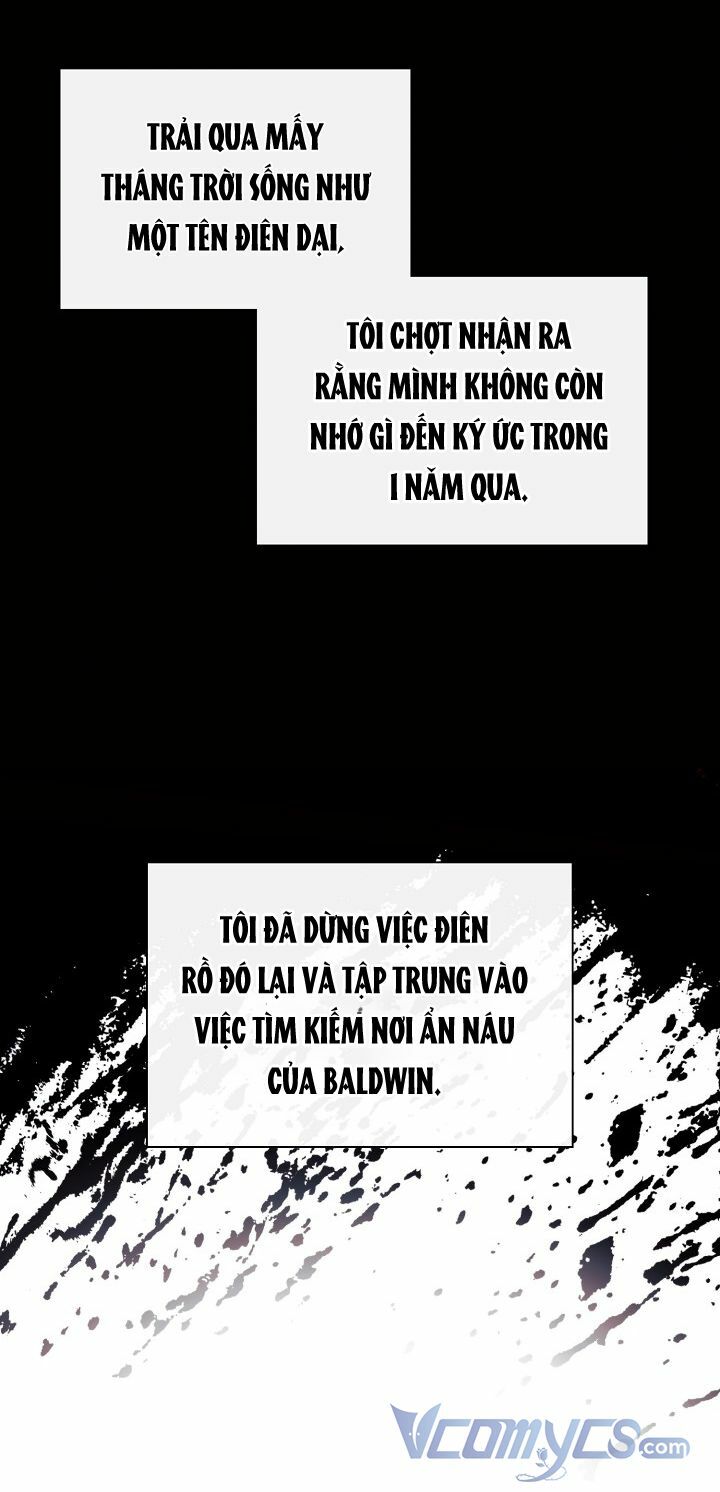 TRẢI QUA MẤY
THÁNG TRỜI SỐNG NHƯ
MỘT TÊN ĐIÊN DẠI,
TÔI CHỢT NHẬN RA
RẰNG MÌNH KHÔNG CÒN
NHỚ GÌ ĐẾN KÝ ỨC TRONG
1 NĂM QUA.
TÔI ĐÃ DỪNG VIỆC ĐIÊN
RỒ ĐÓ LẠI VÀ TẬP TRUNG VÀO
VIỆC TÌM KIẾM NƠI ẨN NÁU
CỦA BALDWIN.
VCOMYCS.com